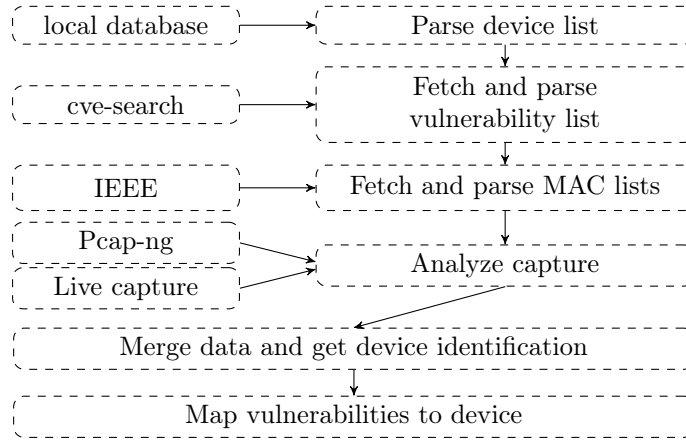 local database
Parse device list
cve-search
Fetch and parse
vulnerability list
IEEE
Fetch and parse MAC lists
Pcap-ng
Live capture
Analyze capture
Merge data and get device identification
Map vulnerabilities to device